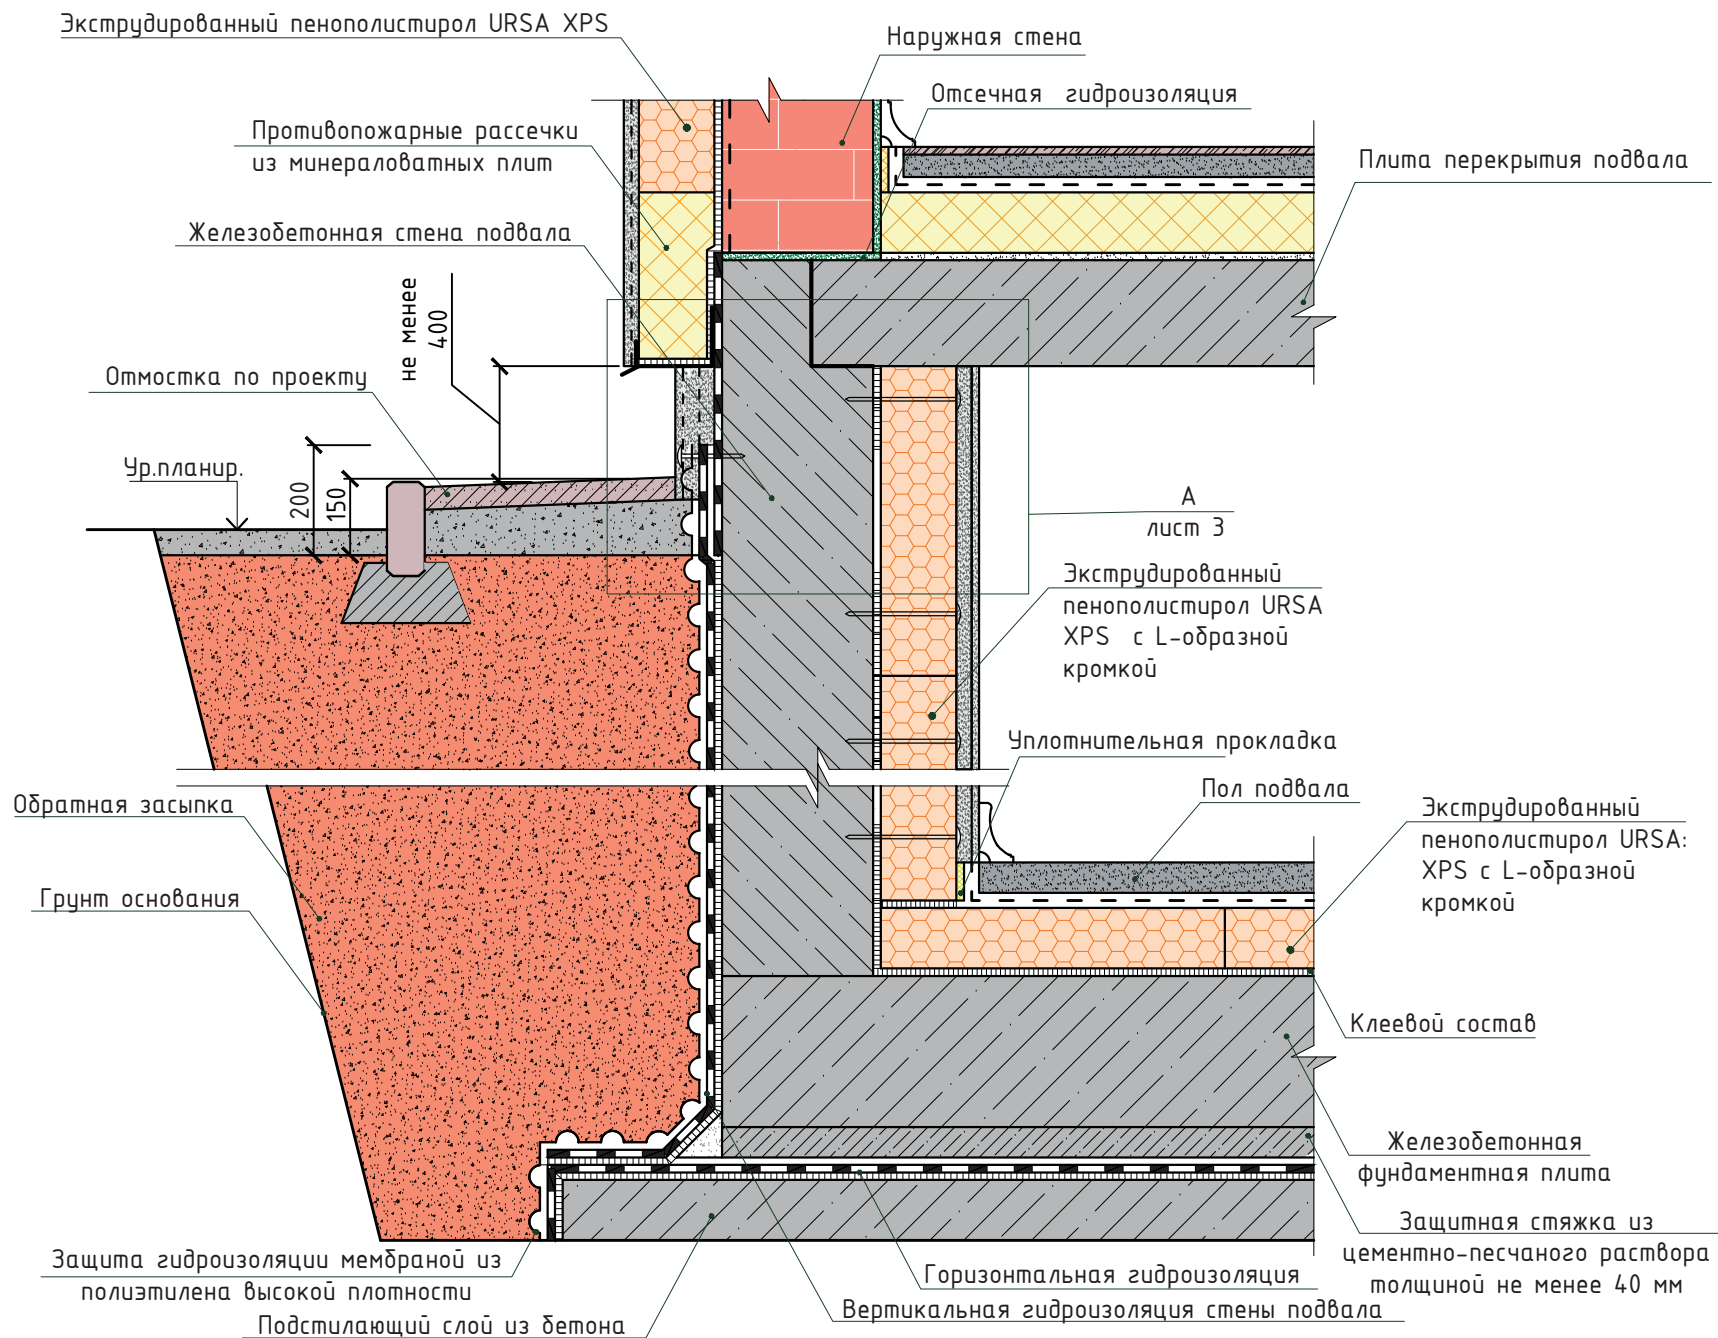 Экструдированный пенополистирол URSA XPS
Наружная стена
Отсечная гидроизоляция
Противопожарные рассечки
из минераловатных плит
Плита перекрытия подвала
Железобетонная стена подвала
не менее
400
Отмостка по проекту
Ур.планир.
200
150
А
лист 3
Экструдированный
пенополистирол URSA
XPS с L-образной
кромкой
Уплотнительная прокладка
Пол подвала
Обратная засыпка
Экструдированный
пенополистирол URSA:
XPS с L-образной
кромкой
Грунт основания
Клеевой состав
Железобетонная
фундаментная плита
Защитная стяжка из
цементно-песчаного раствора
толщиной не менее 40 мм
Защита гидроизоляции мембраной из
полиэтилена высокой плотности
Горизонтальная гидроизоляция
Вертикальная гидроизоляция стены подвала
Подстилающий слой из бетона